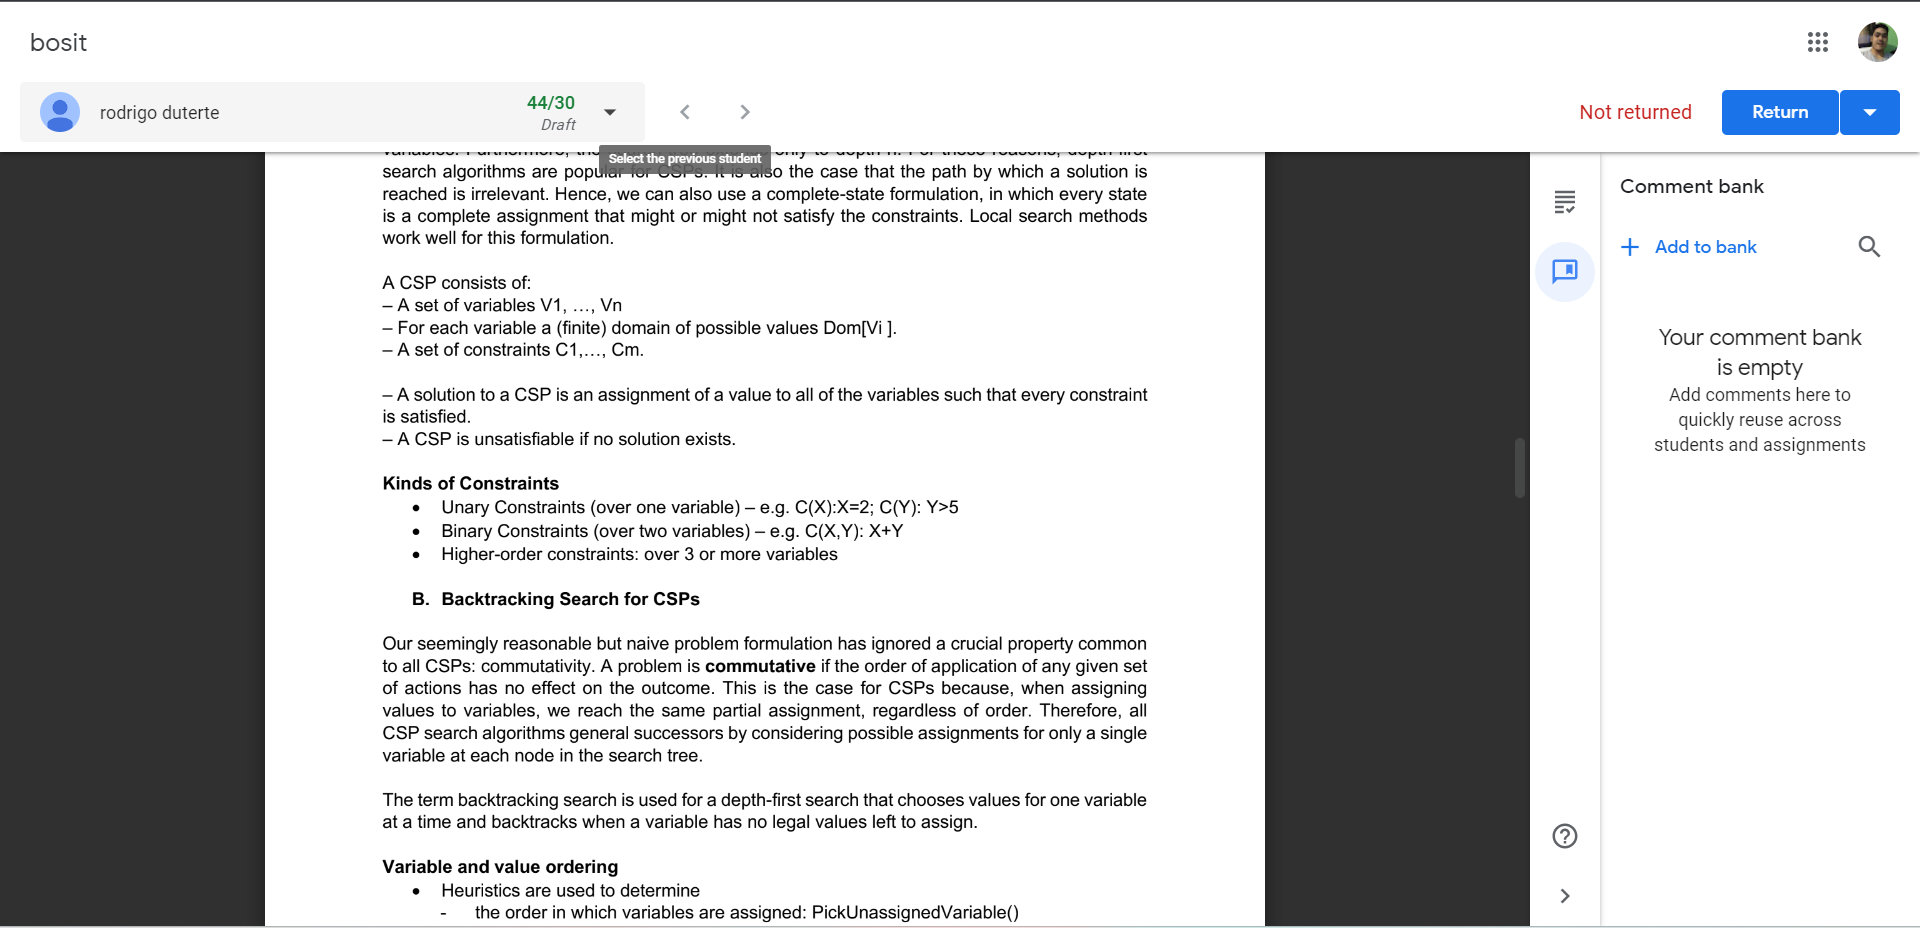 bosit
rodrigo duterte
44/30
Draft
Not returned
Return
Select the previous student
search algorithms are popular for CSPs. It is also the case that the path by which a solution is
reached is irrelevant. Hence, we can also use a complete-state formulation, in which every state
is a complete assignment that might or might not satisfy the constraints. Local search methods
work well for this formulation.
A CSP consists of:
– A set of variables V1, …, Vn
– For each variable a (finite) domain of possible values Dom[Vi ].
– A set of constraints C1,…, Cm.
– A solution to a CSP is an assignment of a value to all of the variables such that every constraint
is satisfied.
– A CSP is unsatisfiable if no solution exists.
Kinds of Constraints
• Unary Constraints (over one variable) – e.g. C(X):X=2; C(Y): Y>5
• Binary Constraints (over two variables) – e.g. C(X,Y): X+Y
• Higher-order constraints: over 3 or more variables
B. Backtracking Search for CSPs
Our seemingly reasonable but naive problem formulation has ignored a crucial property common
to all CSPs: commutativity. A problem is commutative if the order of application of any given set
of actions has no effect on the outcome. This is the case for CSPs because, when assigning
values to variables, we reach the same partial assignment, regardless of order. Therefore, all
CSP search algorithms general successors by considering possible assignments for only a single
variable at each node in the search tree.
The term backtracking search is used for a depth-first search that chooses values for one variable
at a time and backtracks when a variable has no legal values left to assign.
Variable and value ordering
• Heuristics are used to determine
- the order in which variables are assigned: PickUnassignedVariable()
Comment bank
Add to bank
Your comment bank
is empty
Add comments here to
quickly reuse across
students and assignments